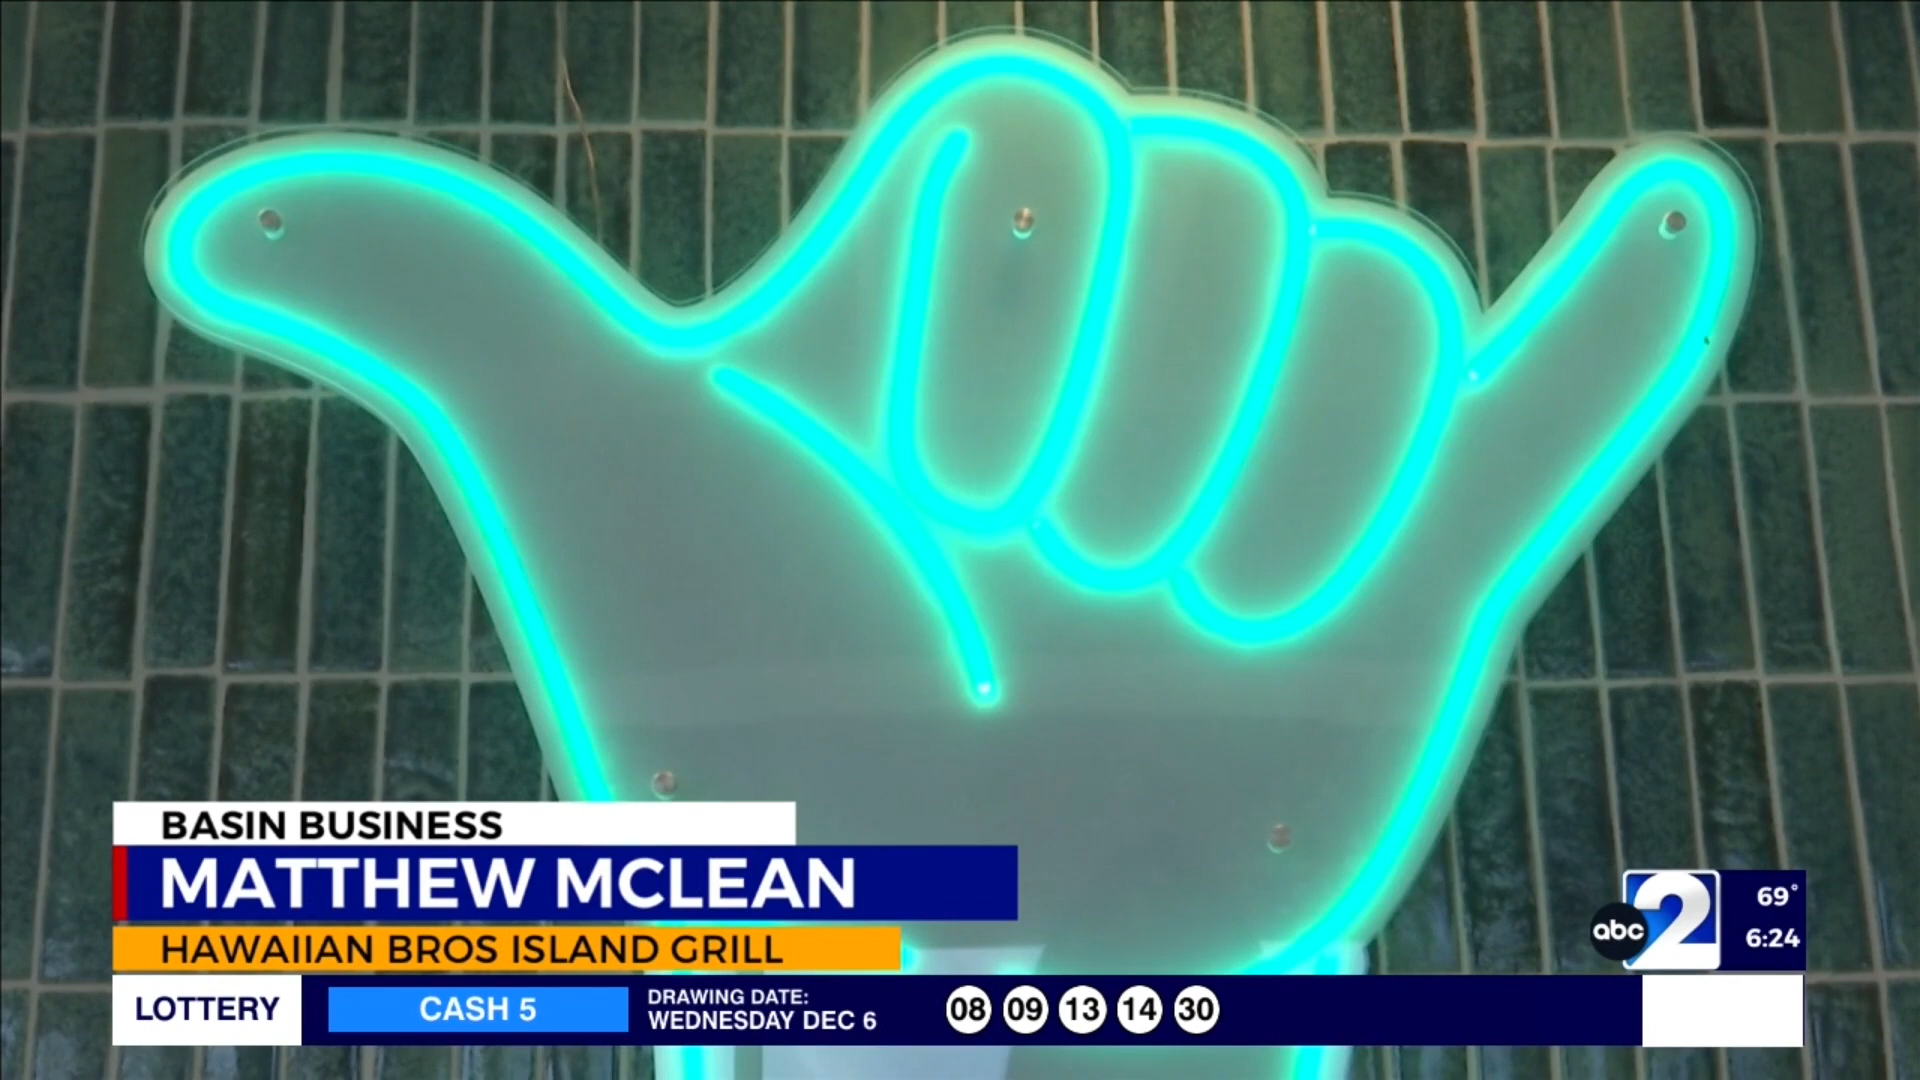 BASIN BUSINESS
MATTHEW MCLEAN
HAWAIIAN BROS ISLAND GRILL
abc 2
69°
6:24
LOTTERY
CASH 5
DRAWING DATE:
WEDNESDAY DEC 6
08 09 13 14 30